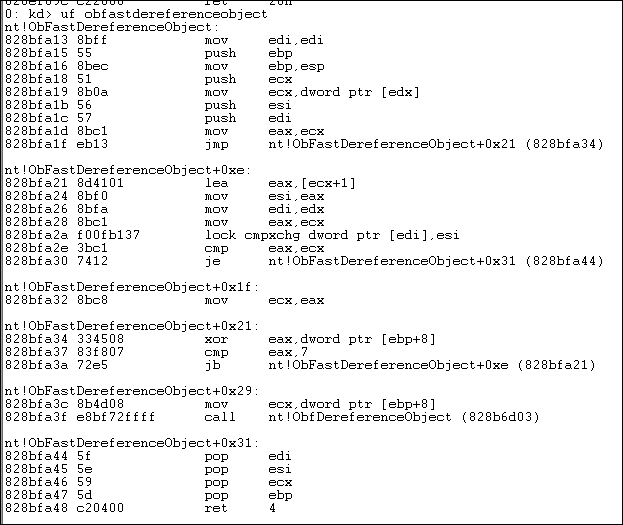 0: kd> uf obfastdereferenceobject
nt!ObFastDereferenceObject:
828bfa13 8bff mov edi,edi
828bfa15 55 push ebp
828bfa16 8bec mov ebp,esp
828bfa18 51 push ecx
828bfa19 8b0a mov ecx,dword ptr [edx]
828bfa1b 56 push esi
828bfa1c 57 push edi
828bfa1d 8bc1 mov eax,ecx
828bfa1f eb13 jmp nt!ObFastDereferenceObject+0x21 (828bfa34)
nt!ObFastDereferenceObject+0xe:
828bfa21 8d4101 lea eax,[ecx+1]
828bfa24 8bf0 mov esi,eax
828bfa26 8bfa mov edi,edx
828bfa28 8bc1 mov eax,ecx
828bfa2a f00fb137 lock cmpxchg dword ptr [edi],esi
828bfa2e 3bc1 cmp eax,ecx
828bfa30 7412 je nt!ObFastDereferenceObject+0x31 (828bfa44)
nt!ObFastDereferenceObject+0x1f:
828bfa32 8bc8 mov ecx,eax
nt!ObFastDereferenceObject+0x21:
828bfa34 334508 xor eax,dword ptr [ebp+8]
828bfa37 83f807 cmp eax,7
828bfa3a 72e5 jb nt!ObFastDereferenceObject+0xe (828bfa21)
nt!ObFastDereferenceObject+0x29:
828bfa3c 8b4d08 mov ecx,dword ptr [ebp+8]
828bfa3f e8bf72ffff call nt!ObfDereferenceObject (828b6d03)
nt!ObFastDereferenceObject+0x31:
828bfa44 5f pop edi
828bfa45 5e pop esi
828bfa46 59 pop ecx
828bfa47 5d pop ebp
828bfa48 c20400 ret 4